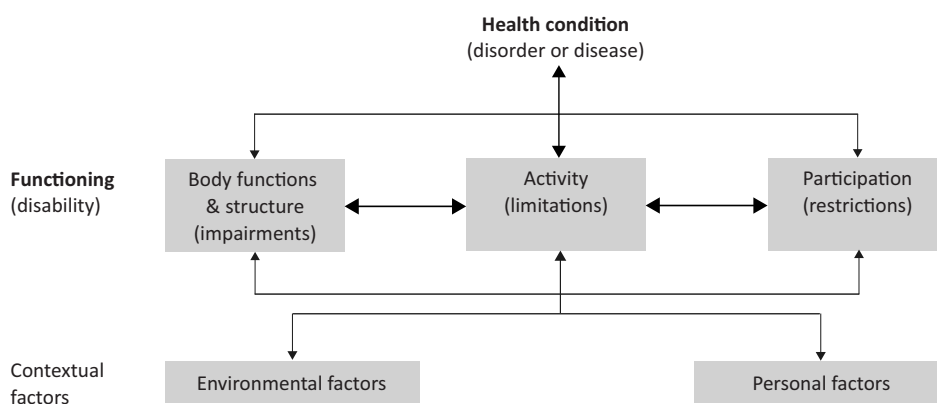 Health condition
(disorder or disease)
Functioning
(disability)
Body functions
& structure
(impairments)
Activity
(limitations)
Participation
(restrictions)
Contextual
factors
Environmental factors
Personal factors